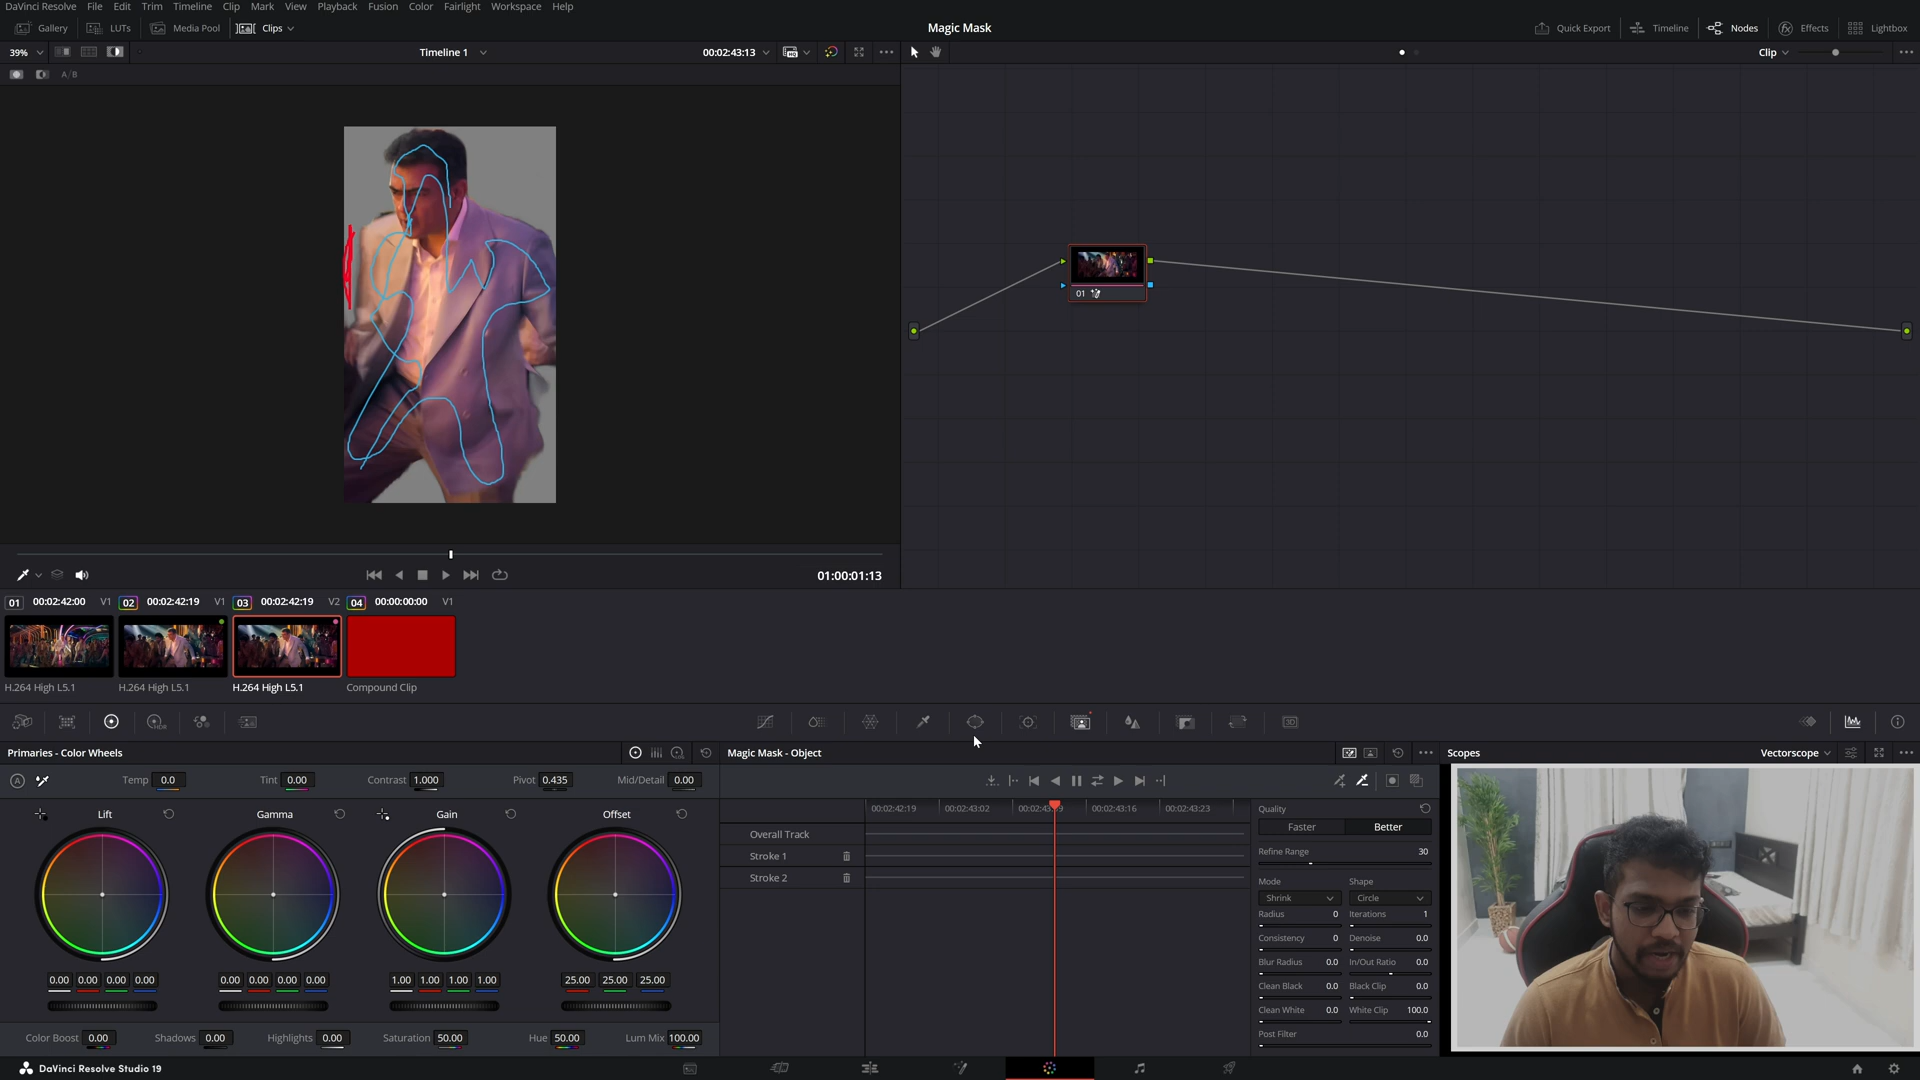 DaVinci Resolve File Edit Trim Timeline Clip Mark View Playback Fusion Color Fairlight Workspace Help
Gallery LUTs Media Pool Clips Magic Mask Quick Export Timeline Nodes Effects Lightbox
39% Timeline 1 00:02:43:13 Clip
A/B
01
01:00:01:13
01 00:02:42:00 V1 02 00:02:42:19 V1 03 00:02:42:19 V2 04 00:00:00:00 V1
H.264 High L5.1 H.264 High L5.1 H.264 High L5.1 Compound Clip
HDR 3D
Primaries - Color Wheels Magic Mask - Object Scopes Vectorscope
A Temp 0.0 Tint 0.00 Contrast 1.000 Pivot 0.435 Mid/Detail 0.00
Lift Gamma Gain Offset
0.00 0.00 0.00 0.00 0.00 0.00 0.00 0.00 1.00 1.00 1.00 1.00 25.00 25.00 25.00
Color Boost 0.00 Shadows 0.00 Highlights 0.00 Saturation 50.00 Hue 50.00 Lum Mix 100.00
00:02:42:19 00:02:43:02 00:02:43:16 00:02:43:23
Overall Track
Stroke 1
Stroke 2
Quality
Faster Better
Refine Range 30
Mode Shape
Shrink Circle
Radius 0 Iterations 1
Consistency 0 Denoise 0.0
Blur Radius 0.0 In/Out Ratio 0.0
Clean Black 0.0 Black Clip 0.0
Clean White 0.0 White Clip 100.0
Post Filter 0.0
DaVinci Resolve Studio 19